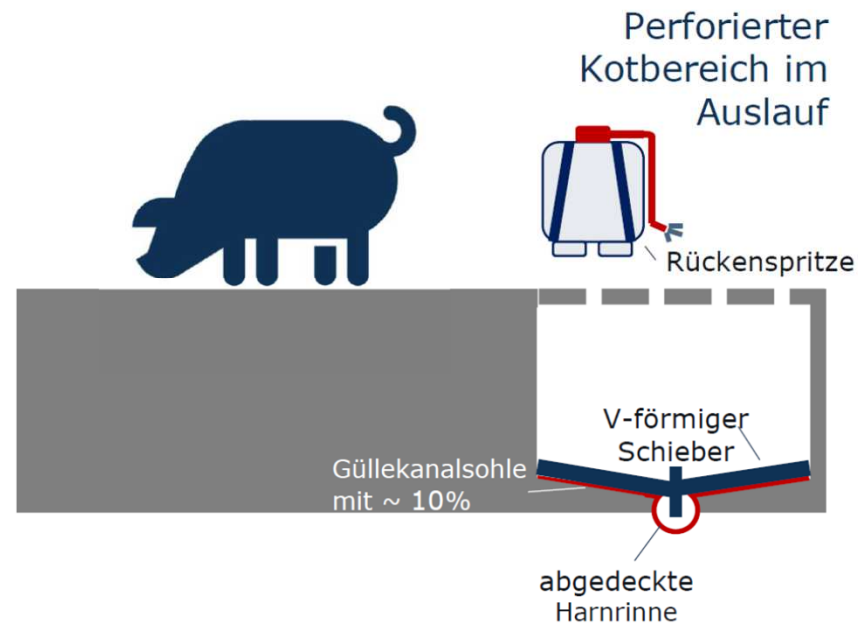 Perforierter
Kotbereich im
Auslauf
Rückenspritze
V-förmiger
Schieber
Güllekanalsohle
mit ~ 10%
abgedeckte
Harnrinne